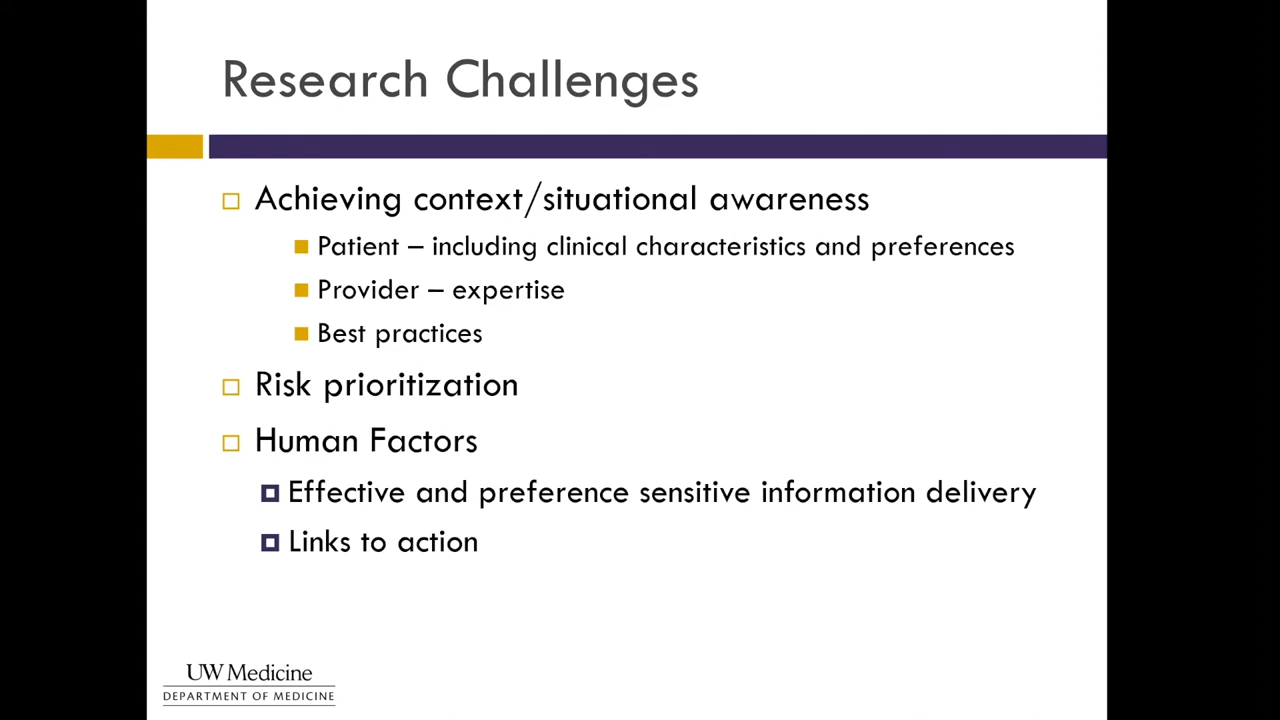 Research Challenges
Achieving context/situational awareness
Patient – including clinical characteristics and preferences
Provider – expertise
Best practices
Risk prioritization
Human Factors
Effective and preference sensitive information delivery
Links to action
UW Medicine
DEPARTMENT OF MEDICINE